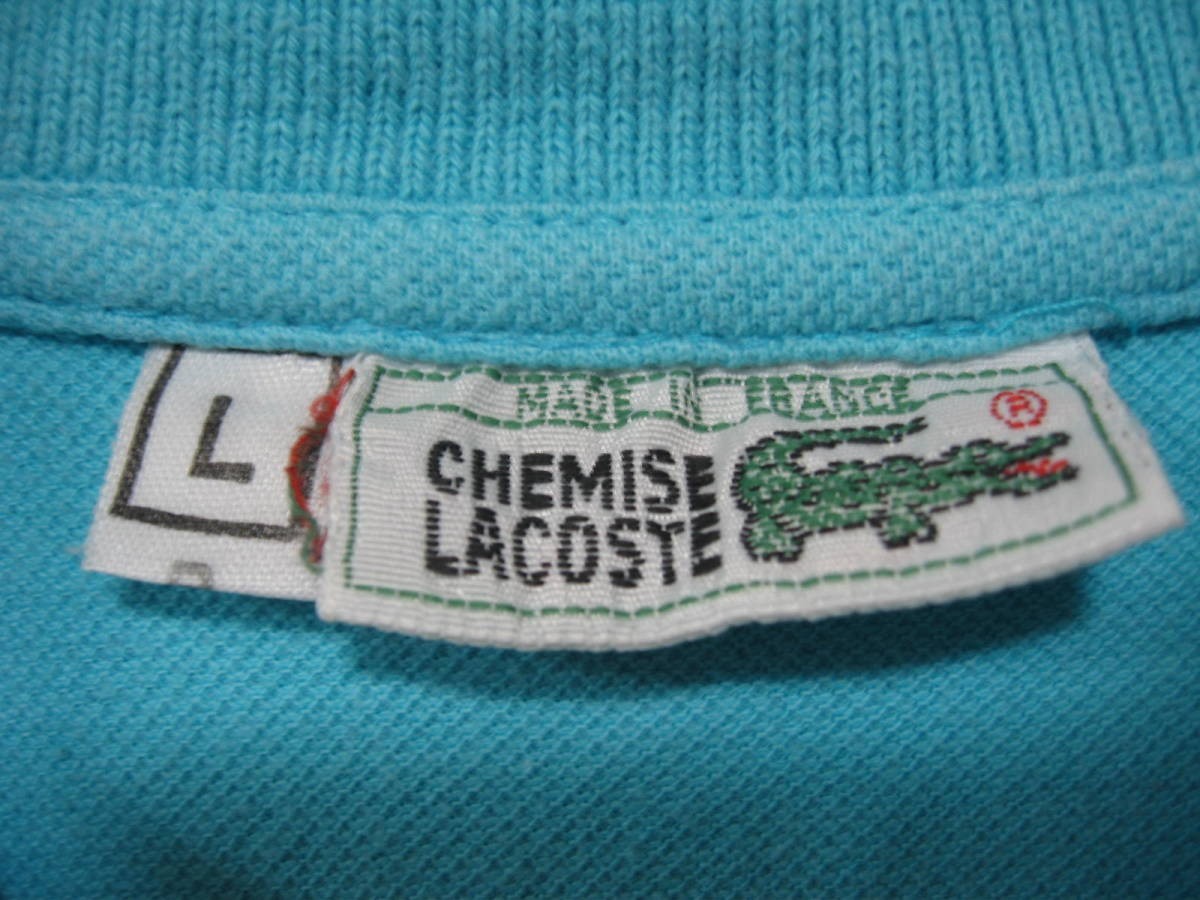 L
MADE IN FRANCE
®
CHEMISE
LACOSTE